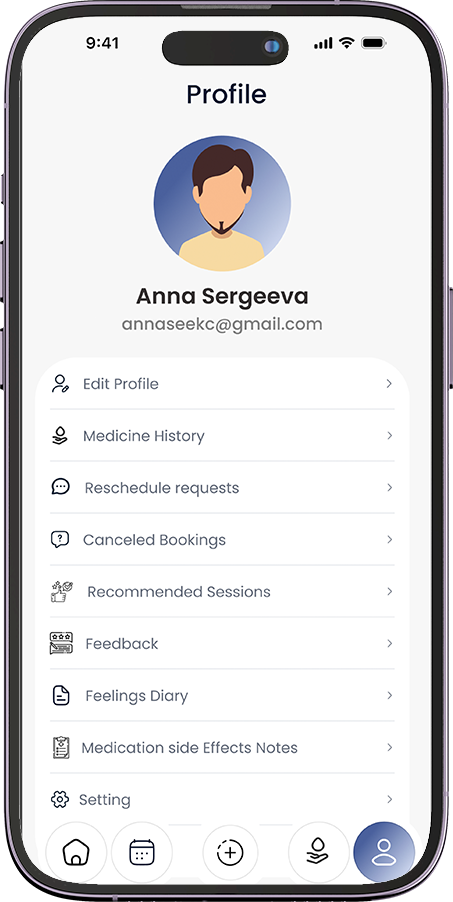 9:41
Profile
Anna Sergeeva
annaseekc@gmail.com
Edit Profile
Medicine History
Reschedule requests
Canceled Bookings
Recommended Sessions
Feedback
Feelings Diary
Medication side Effects Notes
Setting